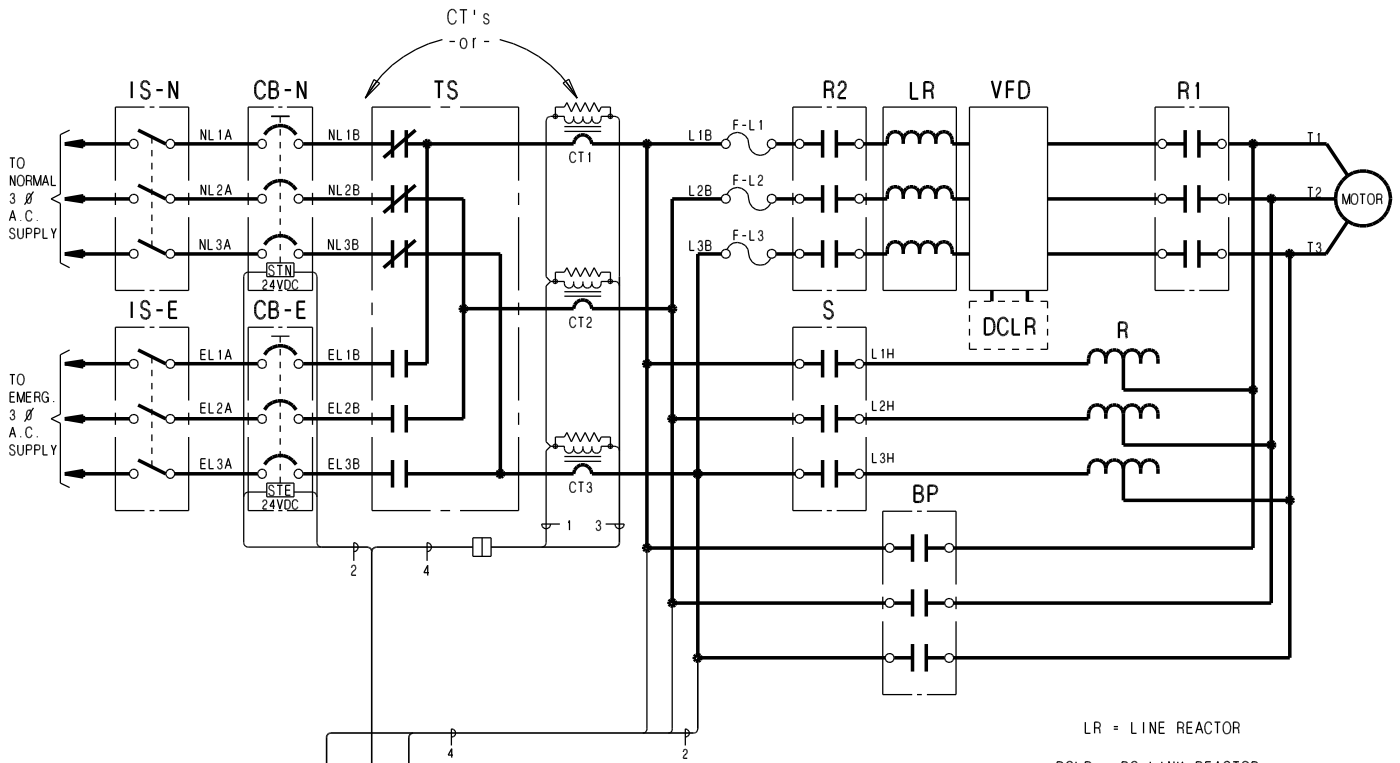 CT's
-or-
IS-N
CB-N
TS
R2
LR
VFD
R1
TO
NORMAL
3 Ø
A.C.
SUPPLY
NL1A
NL1B
CT1
L1B
F-L1
T1
NL2A
NL2B
L2B
F-L2
T2
MOTOR
NL3A
NL3B
L3B
F-L3
T3
STN
24VDC
IS-E
CB-E
CT2
S
DCLR
R
TO
EMERG.
3 Ø
A.C.
SUPPLY
EL1A
EL1B
L1H
EL2A
EL2B
L2H
EL3A
EL3B
CT3
L3H
STE
24VDC
BP
1
3
2
4
4
2
LR = LINE REACTOR